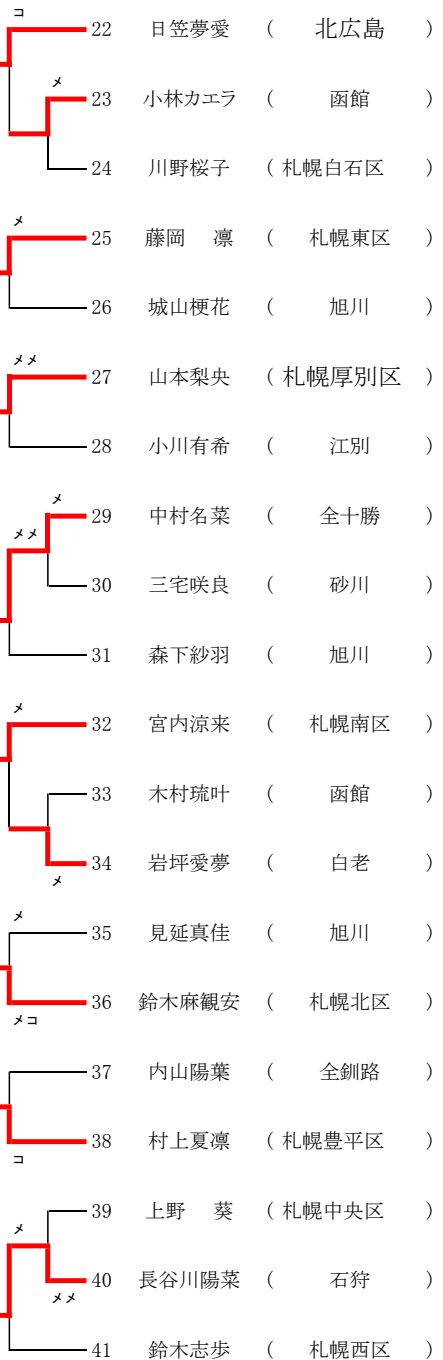 コ
22 日笠夢愛 ( 北広島 )
メ
23 小林カエラ ( 函館 )
24 川野桜子 ( 札幌白石区 )
メ
25 藤岡 凛 ( 札幌東区 )
26 城山梗花 ( 旭川 )
メメ
27 山本梨央 ( 札幌厚別区 )
28 小川有希 ( 江別 )
メ
29 中村名菜 ( 全十勝 )
メメ
30 三宅咲良 ( 砂川 )
31 森下紗羽 ( 旭川 )
メ
32 宮内涼来 ( 札幌南区 )
33 木村琉叶 ( 函館 )
34 岩坪愛夢 ( 白老 )
メ
メ
35 見延真佳 ( 旭川 )
36 鈴木麻観安 ( 札幌北区 )
メコ
37 内山陽葉 ( 全釧路 )
38 村上夏凛 ( 札幌豊平区 )
コ
39 上野 葵 ( 札幌中央区 )
メ
40 長谷川陽菜 ( 石狩 )
メメ
41 鈴木志歩 ( 札幌西区 )